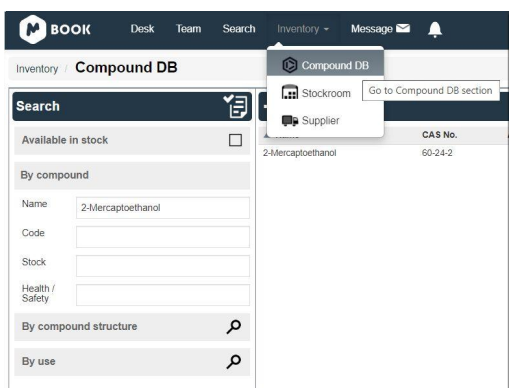 BOOK Desk Team Search Inventory Message
Inventory / Compound DB
Compound DB
Stockroom
Go to Compound DB section
Supplier
Search
Available in stock
By compound
Name 2-Mercaptoethanol
Code
Stock
Health /
Safety
By compound structure
By use
CAS No.
2-Mercaptoethanol 60-24-2